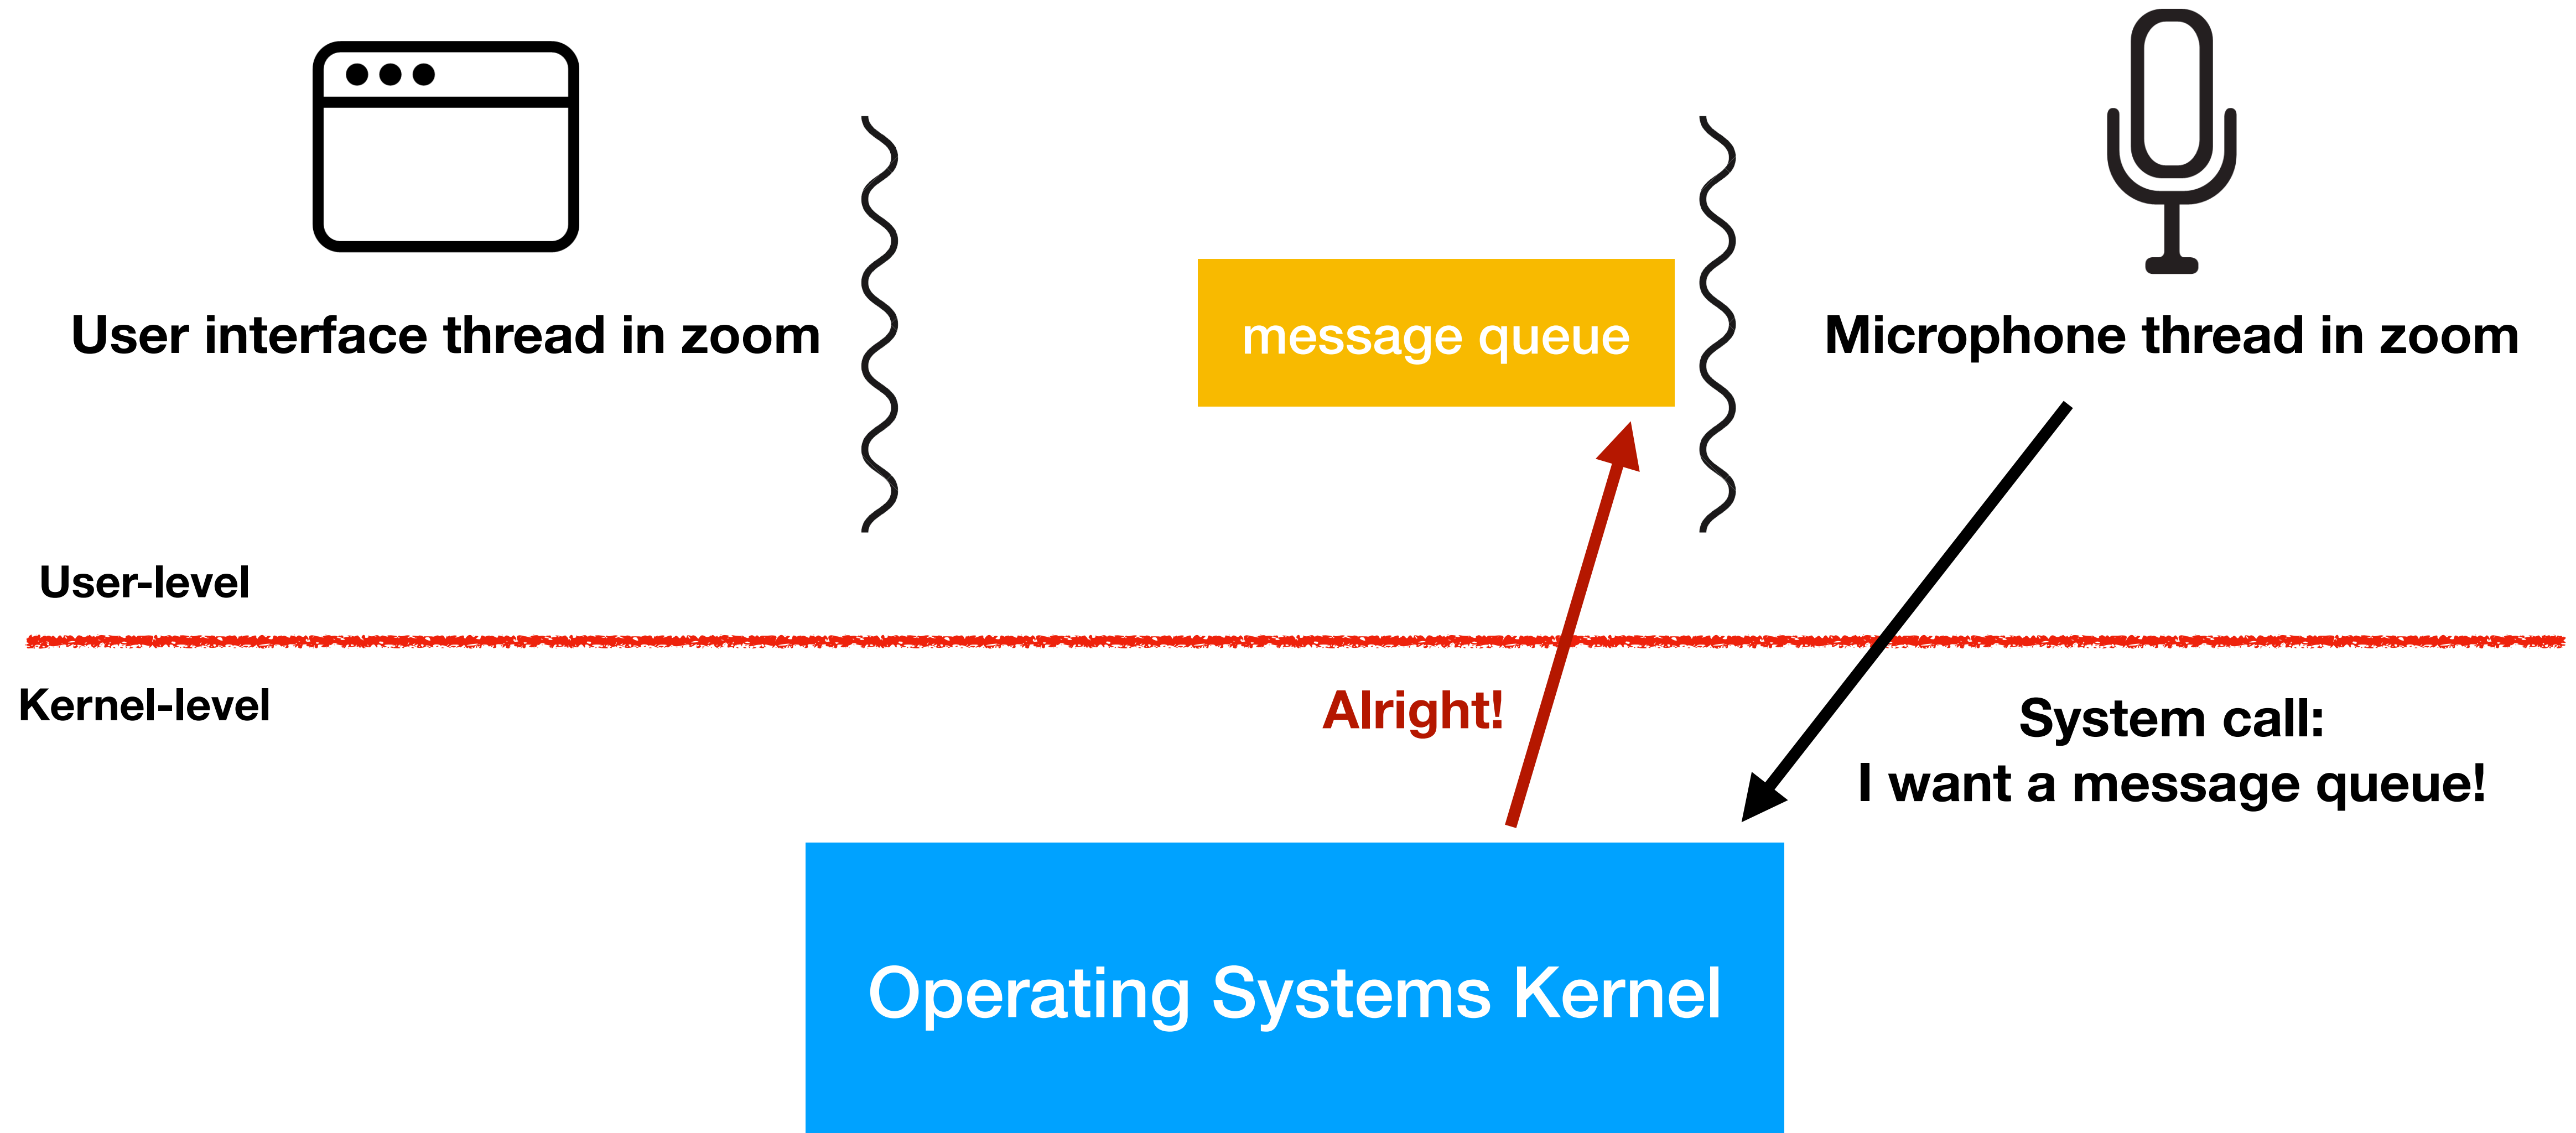 User interface thread in zoom
message queue
Microphone thread in zoom
User-level
Kernel-level
Alright!
System call:
I want a message queue!
Operating Systems Kernel